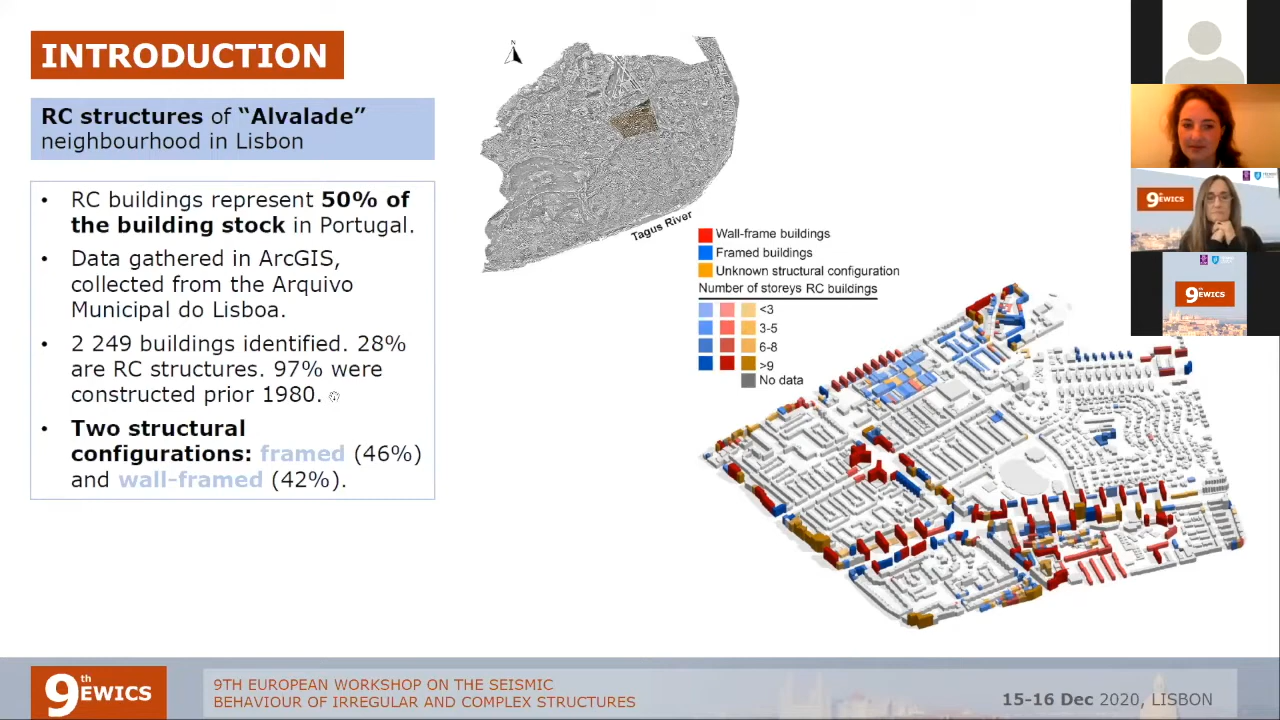 INTRODUCTION
RC structures of “Alvalade”
neighbourhood in Lisbon
• RC buildings represent 50% of
the building stock in Portugal.
• Data gathered in ArcGIS,
collected from the Arquivo
Municipal do Lisboa.
• 2 249 buildings identified. 28%
are RC structures. 97% were
constructed prior 1980.
• Two structural
configurations: framed (46%)
and wall-framed (42%).
N
Tagus River
Wall-frame buildings
Framed buildings
Unknown structural configuration
Number of storeys RC buildings
<3
3-5
6-8
>9
No data
9th EWICS
9th EWICS
9th EWICS
9TH EUROPEAN WORKSHOP ON THE SEISMIC
BEHAVIOUR OF IRREGULAR AND COMPLEX STRUCTURES
15-16 Dec 2020, LISBON